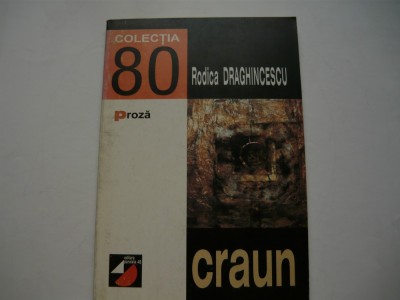 COLECȚIA
80
Rodica DRAGHINCESCU
proză
craun